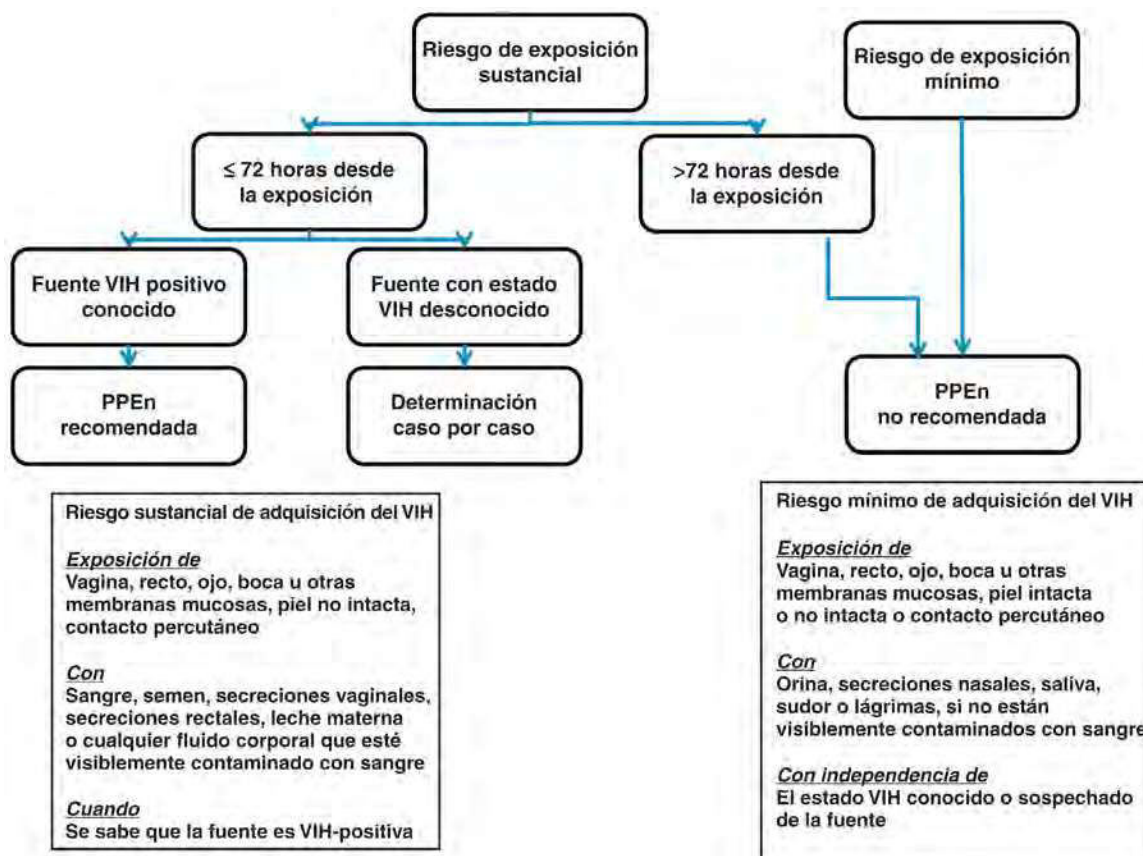 Riesgo de exposición
sustancial
Riesgo de exposición
mínimo
≤ 72 horas desde
la exposición
>72 horas desde
la exposición
Fuente VIH positivo
conocido
Fuente con estado
VIH desconocido
PPEn
recomendada
Determinación
caso por caso
PPEn
no recomendada
Riesgo sustancial de adquisición del VIH
Exposición de
Vagina, recto, ojo, boca u otras
membranas mucosas, piel no intacta,
contacto percutáneo
Con
Sangre, semen, secreciones vaginales,
secreciones rectales, leche materna
o cualquier fluido corporal que esté
visiblemente contaminado con sangre
Cuando
Se sabe que la fuente es VIH-positiva
Riesgo mínimo de adquisición del VIH
Exposición de
Vagina, recto, ojo, boca u otras
membranas mucosas, piel intacta
o no intacta o contacto percutáneo
Con
Orina, secreciones nasales, saliva,
sudor o lágrimas, si no están
visiblemente contaminados con sangre
Con independencia de
El estado VIH conocido o sospechado
de la fuente